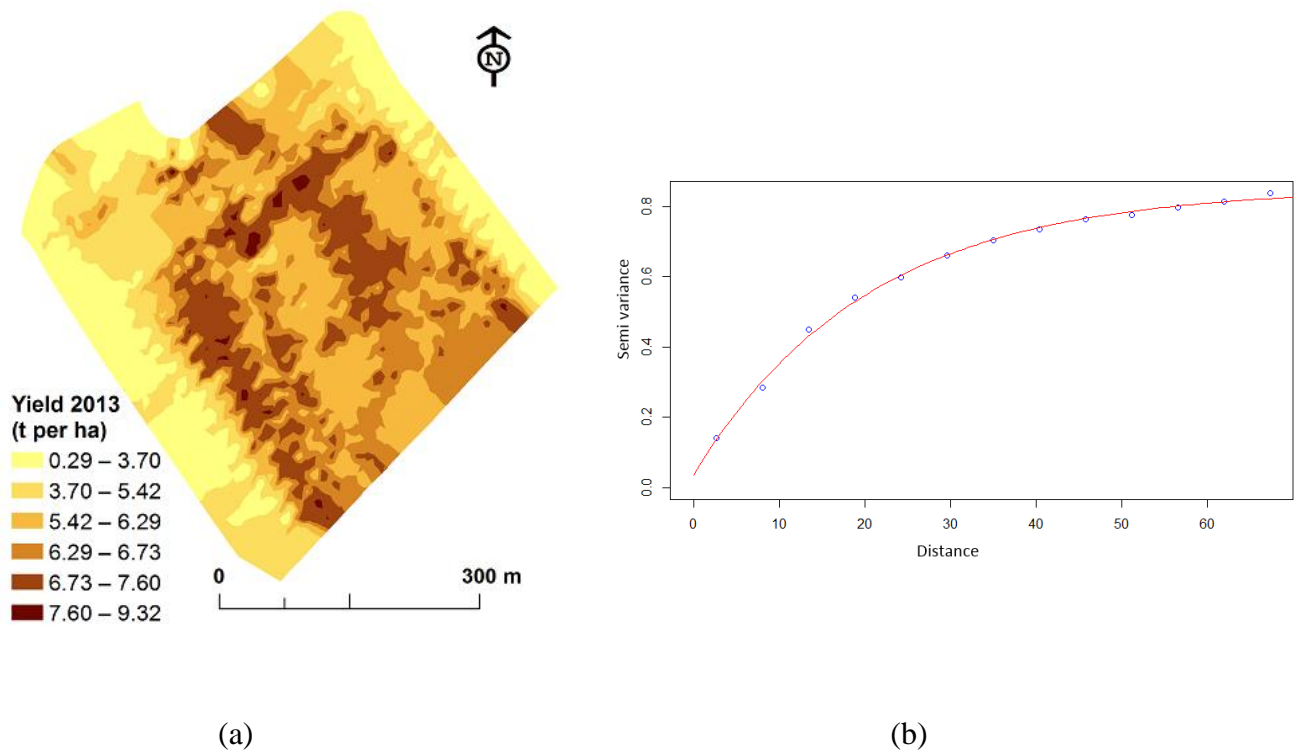 N
Yield 2013
(t per ha)
0.29 – 3.70
3.70 – 5.42
5.42 – 6.29
6.29 – 6.73
6.73 – 7.60
7.60 – 9.32
0 300 m
Semi variance
0.8
0.6
0.4
0.2
0.0
0 10 20 30 40 50 60
Distance
(a) (b)